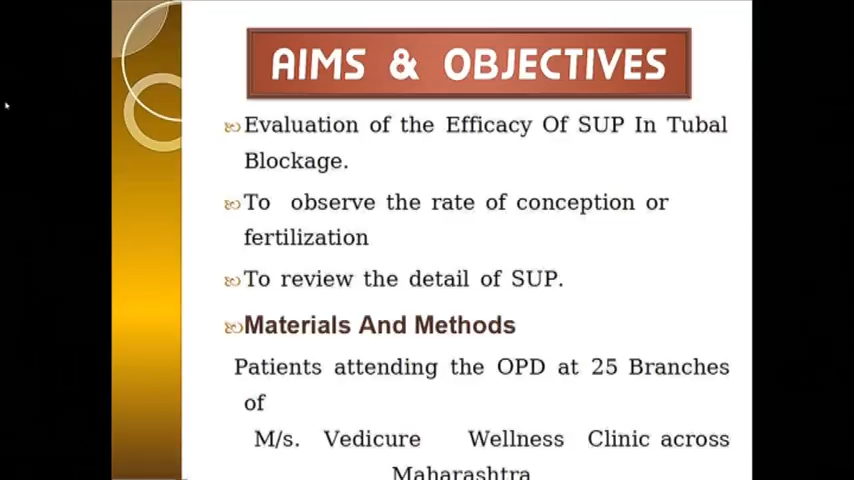 AIMS & OBJECTIVES
Evaluation of the Efficacy Of SUP In Tubal
Blockage.
To observe the rate of conception or
fertilization
To review the detail of SUP.
Materials And Methods
Patients attending the OPD at 25 Branches
of
M/s. Vedicure Wellness Clinic across
Maharashtra